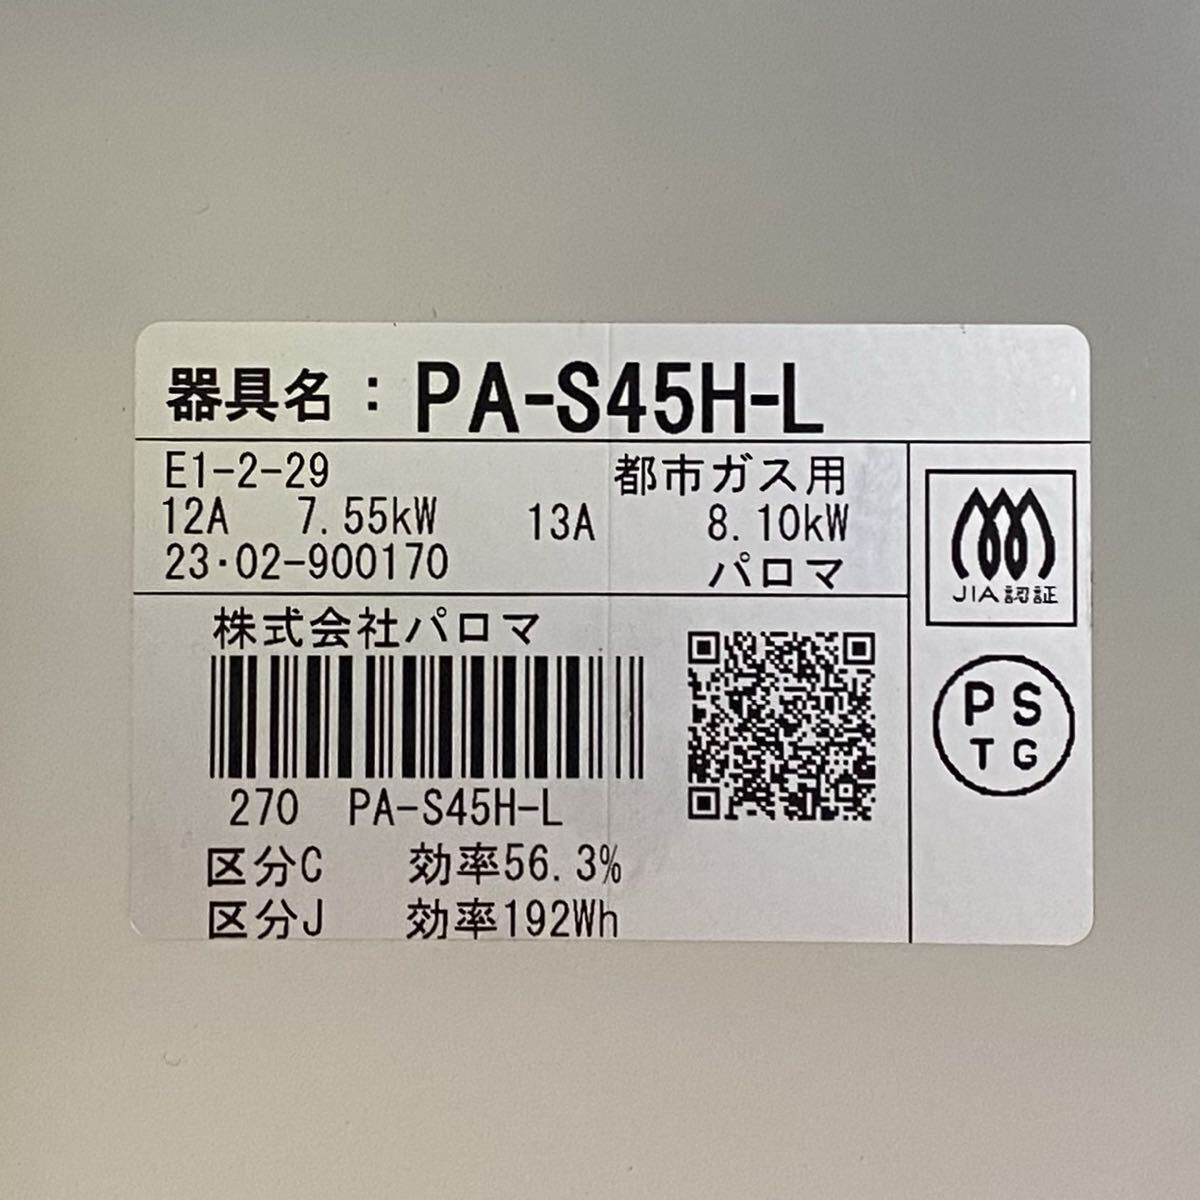 器具名：PA-S45H-L
E1-2-29 都市ガス用
12A 7.55kW 13A 8.10kW
23・02-900170 パロマ
株式会社パロマ
270 PA-S45H-L
区分C 効率56.3%
区分J 効率192Wh
JIA認証
PS
TG